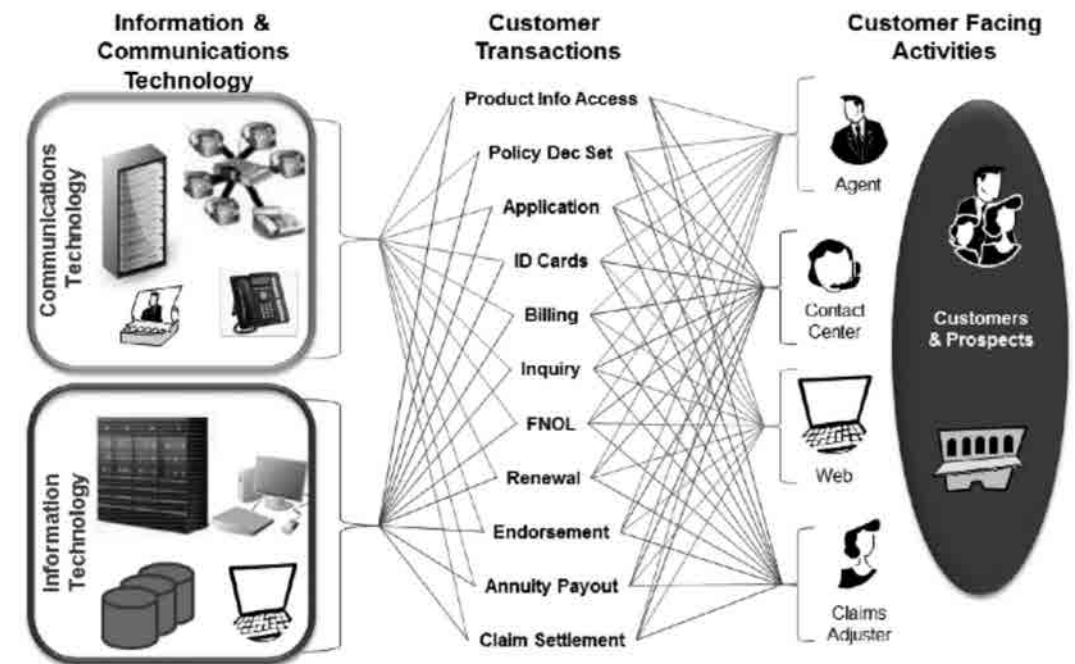 Information &
Communications
Technology
Customer
Transactions
Customer Facing
Activities
Communications
Technology
Information
Technology
Product Info Access
Policy Dec Set
Application
ID Cards
Billing
Inquiry
FNOL
Renewal
Endorsement
Annuity Payout
Claim Settlement
Agent
Contact
Center
Web
Claims
Adjuster
Customers
& Prospects